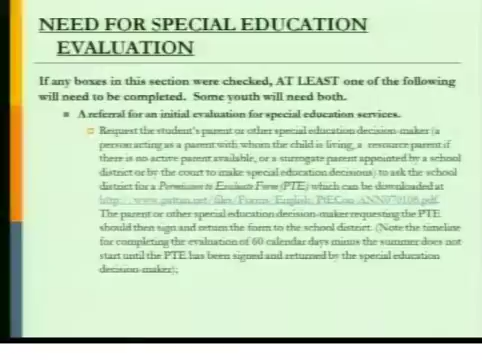 NEED FOR SPECIAL EDUCATION
EVALUATION
If any boxes in this section were checked, AT LEAST one of the following
will need to be completed. Some youth will need both.
A referral for an initial evaluation for special education services.
Request the student's parent or other special education decision-maker (a
person acting as a parent with whom the child is living, a resource parent if
there is no active parent available, or a surrogate parent appointed by a school
district or by the court to make special education decisions) to ask the school
district for a Permission to Evaluate Form (PTE) which can be downloaded at
http://www.pattan.net/files/Forms/English/
The parent or other special education decision-maker requesting the PTE
should then sign and return the form to the school district. (Note the timeline
for completing the evaluation of 60 calendar days minus the summer does not
start until the PTE has been signed and returned by the special education
decision-maker);